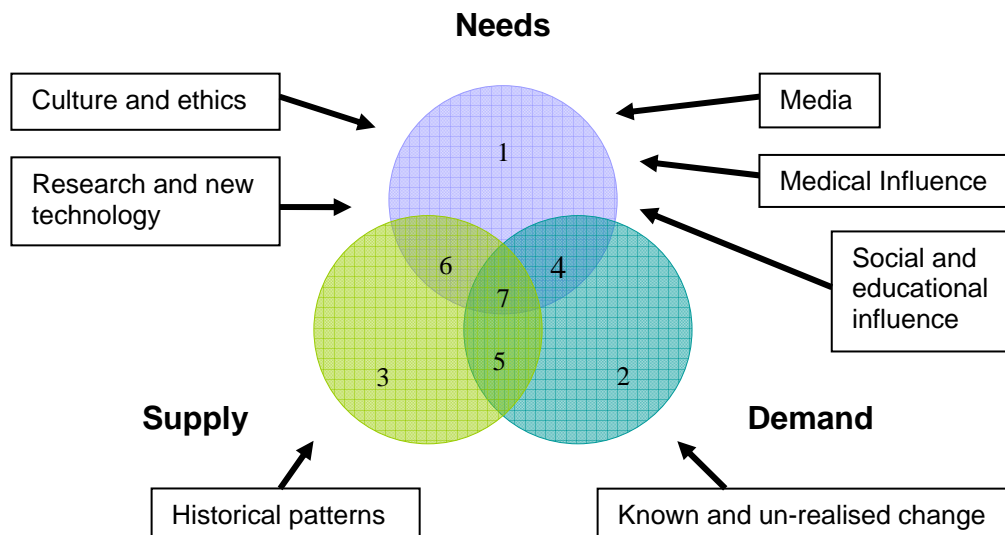 Needs
Culture and ethics
Media
1
Research and new
technology
Medical Influence
6
4
7
Social and
educational
influence
3
5
2
Supply
Demand
Historical patterns
Known and un-realised change